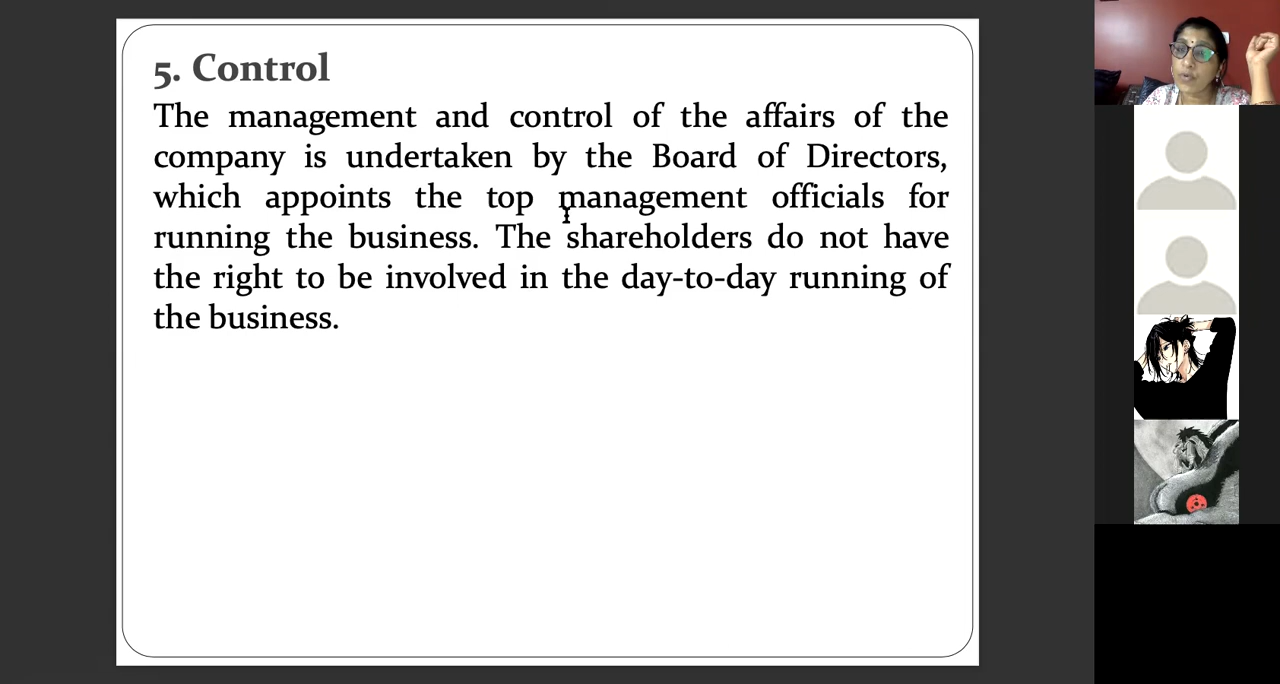 5. Control
The management and control of the affairs of the
company is undertaken by the Board of Directors,
which appoints the top management officials for
running the business. The shareholders do not have
the right to be involved in the day-to-day running of
the business.